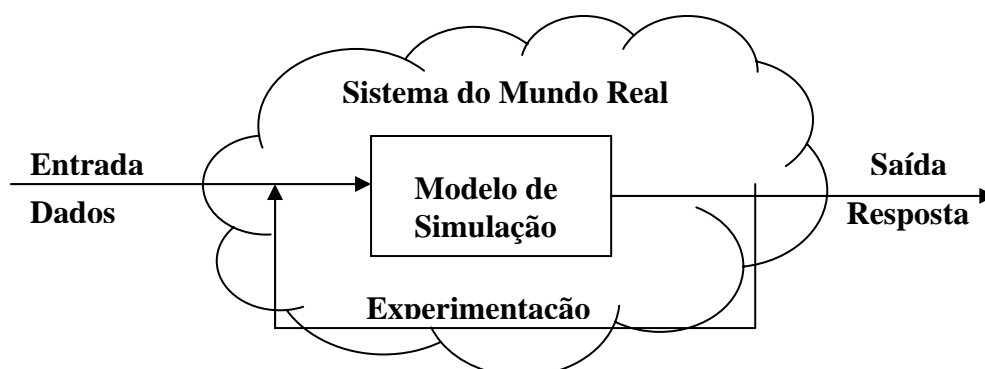 Sistema do Mundo Real
Entrada
Dados
Modelo de
Simulação
Saída
Resposta
Experimentação